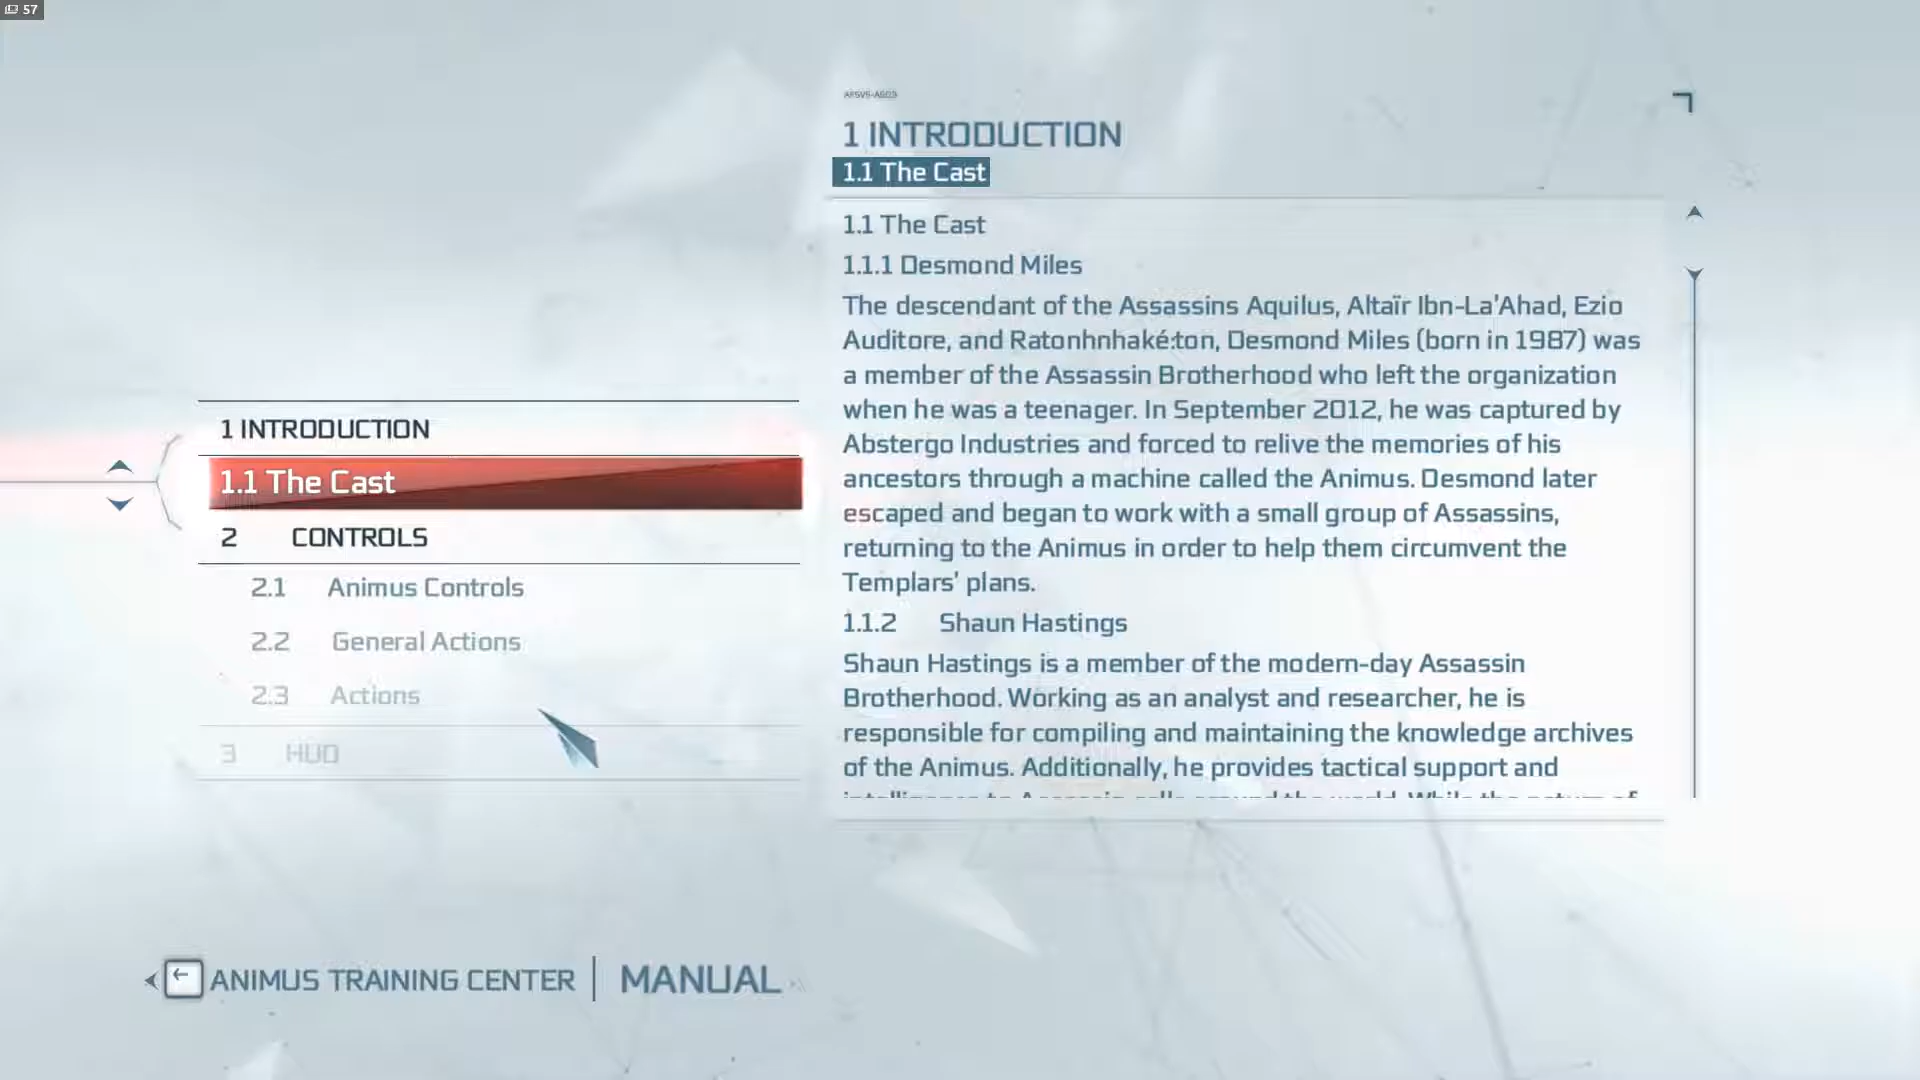 57
AFSV5-A603
1 INTRODUCTION
1.1 The Cast
1.1 The Cast
1.1.1 Desmond Miles
The descendant of the Assassins Aquilus, Altaïr Ibn-La'Ahad, Ezio
Auditore, and Ratonhnhaké:ton, Desmond Miles (born in 1987) was
a member of the Assassin Brotherhood who left the organization
when he was a teenager. In September 2012, he was captured by
Abstergo Industries and forced to relive the memories of his
ancestors through a machine called the Animus. Desmond later
escaped and began to work with a small group of Assassins,
returning to the Animus in order to help them circumvent the
Templars' plans.
1.1.2 Shaun Hastings
Shaun Hastings is a member of the modern-day Assassin
Brotherhood. Working as an analyst and researcher, he is
responsible for compiling and maintaining the knowledge archives
of the Animus. Additionally, he provides tactical support and
1 INTRODUCTION
1.1 The Cast
2 CONTROLS
2.1 Animus Controls
2.2 General Actions
2.3 Actions
3 HUD
ANIMUS TRAINING CENTER
MANUAL